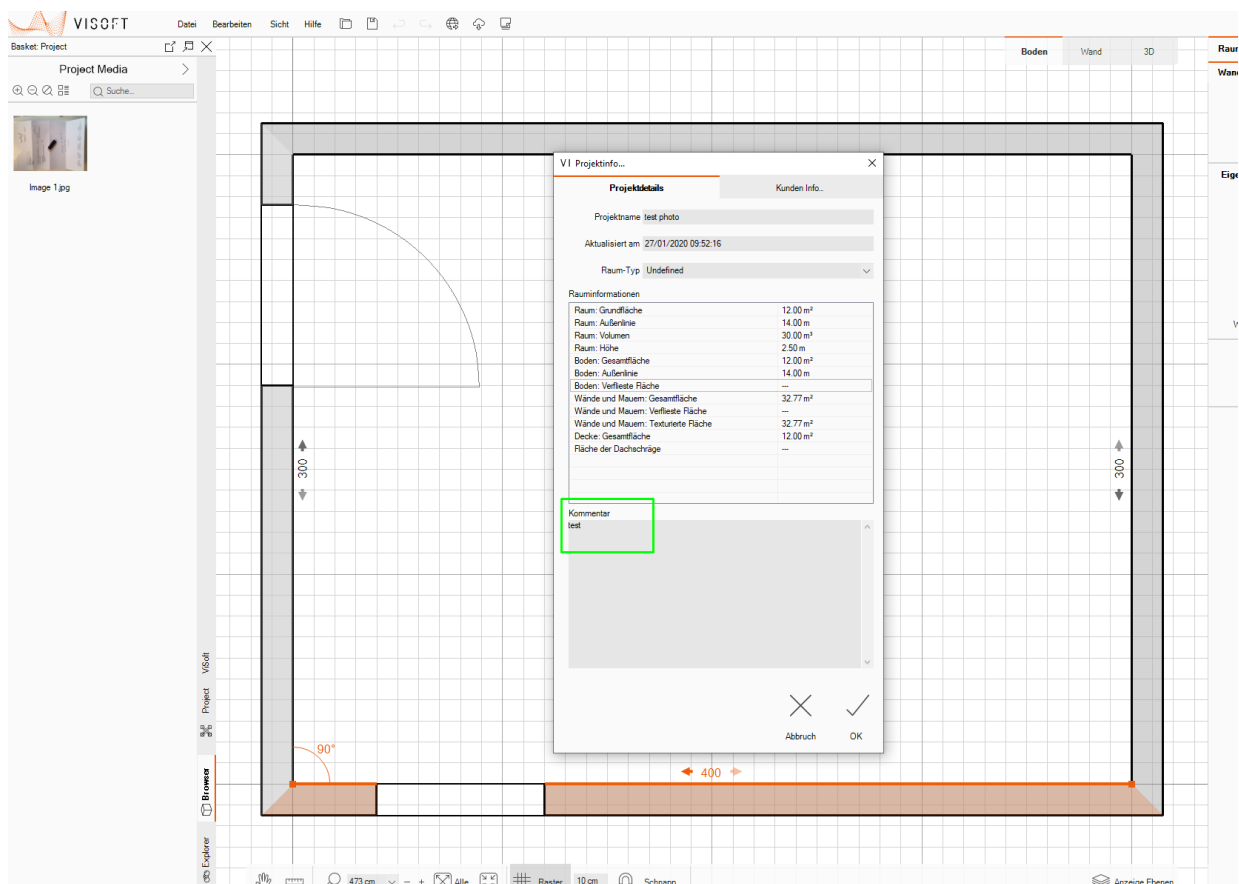 VISOFT Datei Bearbeiten Sicht Hilfe
Basket: Project
Project Media
Suche...
Image 1.jpg
ViSoft
Project
Browser
Explorer
Boden Wand 3D
300
300
90°
400
VI Projektinfo...
Projektdetails Kunden Info..
Projektname test photo
Aktualisiert am 27/01/2020 09:52:16
Raum-Typ Undefined
Rauminformationen
Raum: Grundfläche 12.00 m²
Raum: Außenlinie 14.00 m
Raum: Volumen 30.00 m³
Raum: Höhe 2.50 m
Boden: Gesamtfläche 12.00 m²
Boden: Außenlinie 14.00 m
Boden: Verflieste Fläche ---
Wände und Mauern: Gesamtfläche 32.77 m²
Wände und Mauern: Verflieste Fläche ---
Wände und Mauern: Texturierte Fläche 32.77 m²
Decke: Gesamtfläche 12.00 m²
Fläche der Dachschräge ---
Kommentar
test
Abbruch OK
473 cm Alle Raster 10 cm Schnapp Anzeige Ebenen